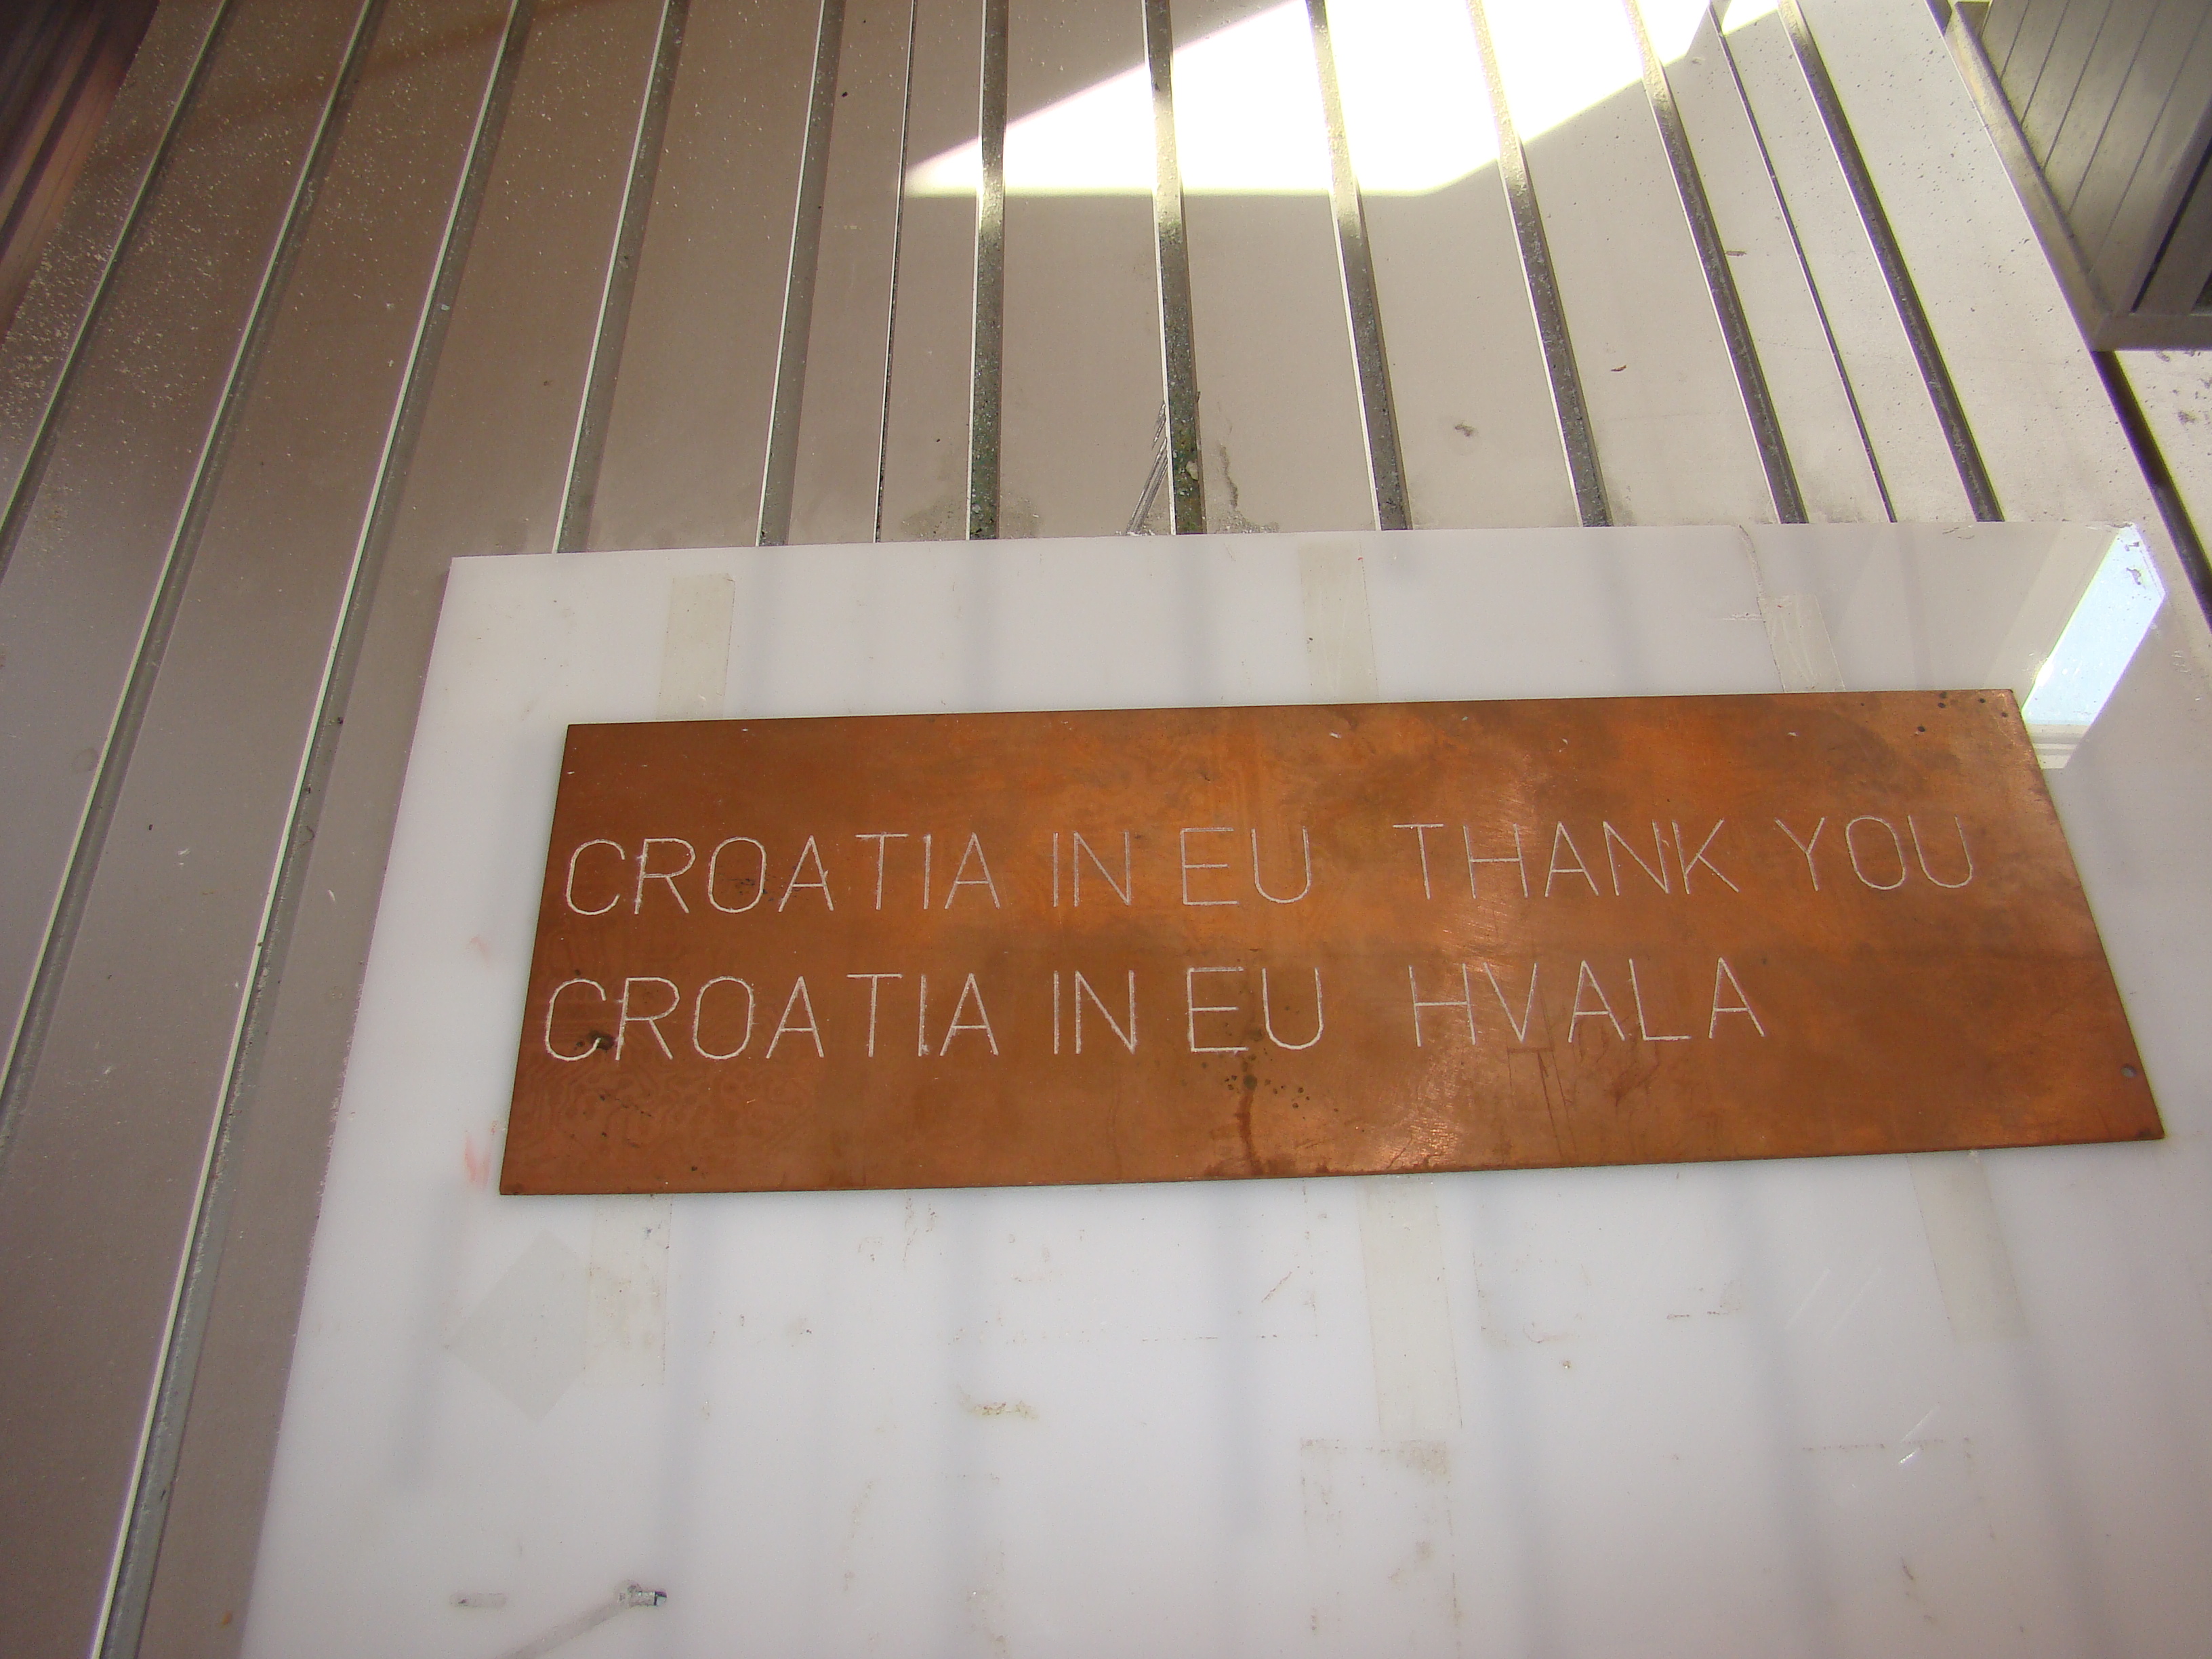 CROATIA IN EU THANK YOU
CROATIA IN EU HVALA